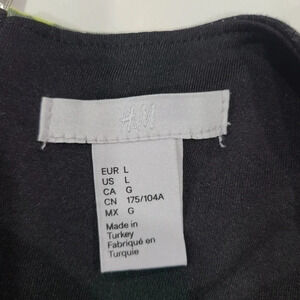 H&M
EUR L
US L
CA G
CN 175/104A
MX G
Made in
Turkey
Fabriqué en
Turquie